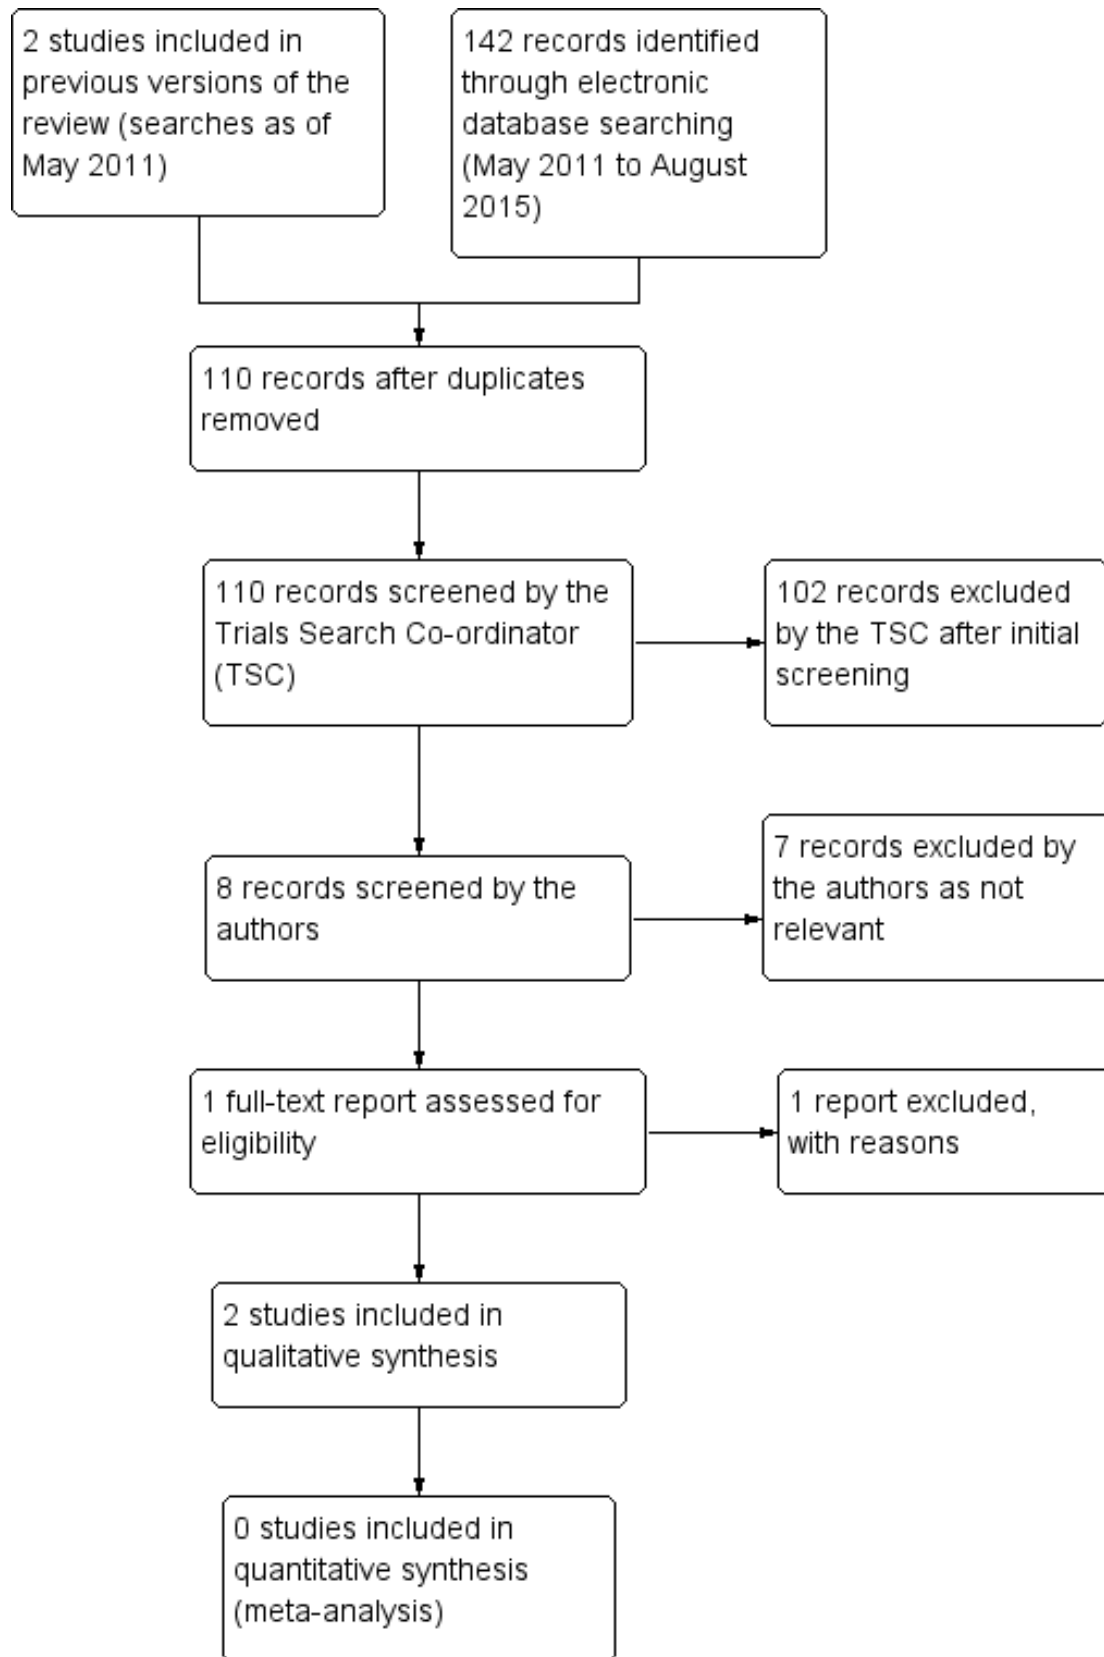 2 studies included in
previous versions of the
review (searches as of
May 2011)
142 records identified
through electronic
database searching
(May 2011 to August
2015)
110 records after duplicates
removed
110 records screened by the
Trials Search Co-ordinator
(TSC)
102 records excluded
by the TSC after initial
screening
8 records screened by the
authors
7 records excluded by
the authors as not
relevant
1 full-text report assessed for
eligibility
1 report excluded,
with reasons
2 studies included in
qualitative synthesis
0 studies included in
quantitative synthesis
(meta-analysis)